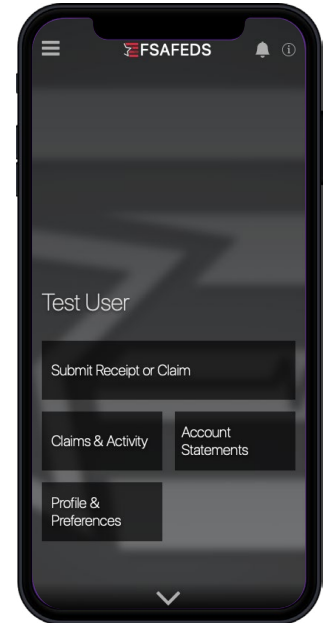 FSAFEDS
Test User
Submit Receipt or Claim
Claims & Activity
Account
Statements
Profile &
Preferences